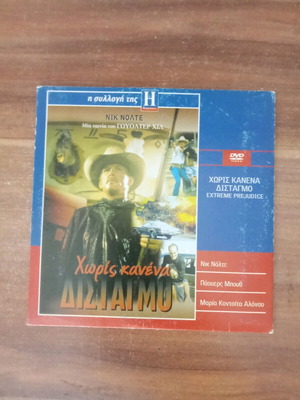 η συλλογή της Η
ΝΙΚ ΝΟΛΤΕ
Μία ταινία του ΓΟΥΟΛΤΕΡ ΧΙΛ
Χωρίς κανένα
ΔΙΣΤΑΓΜΟ
DVD
ΧΩΡΙΣ ΚΑΝΕΝΑ
ΔΙΣΤΑΓΜΟ
EXTREME PREJUDICE
Νικ Νόλτε
Πάουερς Μπουθ
Μαρία Κοντσίτα Αλόνσο